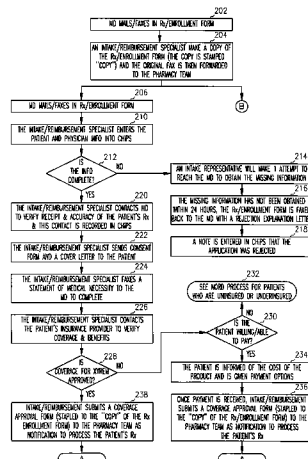 202
MD MAILS/FAXES IN Rx/ENROLLMENT FORM
204
AN INTAKE/REIMBURSEMENT SPECIALIST MAKE A COPY OF
THE Rx/ENROLLMENT FORM (THE COPY IS STAMPED
"COPY") AND THE ORIGINAL FAX IS THEN FORWARDED
TO THE PHARMACY TEAM
206
MD MAILS/FAXES IN Rx/ENROLLMENT FORM
B
210
THE INTAKE/REIMBURSEMENT SPECIALIST ENTERS THE
PATIENT AND PHYSICIAN INFO INTO CHIPS
212
IS
THE INFO
COMPLETE?
NO
YES
214
AN INTAKE REPRESENTATIVE WILL MAKE 1 ATTEMPT TO
REACH THE MD TO OBTAIN THE MISSING INFORMATION
216
THE MISSING INFORMATION HAS NOT BEEN OBTAINED
WITHIN 24 HOURS, THE Rx/ENROLLMENT FORM IS FAXED
BACK TO THE MD WITH A REJECTION EXPLANATION LETTER
218
A NOTE IS ENTERED IN CHIPS THAT THE
APPLICATION WAS REJECTED
220
THE INTAKE/REIMBURSEMENT SPECIALIST CONTACTS MD
TO VERIFY RECEIPT & ACCURACY OF THE PATIENT'S Rx
& THIS CONTACT IS RECORDED IN CHIPS
222
THE INTAKE/REIMBURSEMENT SPECIALIST SENDS CONSENT
FORM AND A COVER LETTER TO THE PATIENT
224
THE INTAKE/REIMBURSEMENT SPECIALIST FAXES A
STATEMENT OF MEDICAL NECESSITY TO THE
MD TO COMPLETE
226
THE INTAKE/REIMBURSEMENT SPECIALIST CONTACTS
THE PATIENT'S INSURANCE PROVIDER TO VERIFY
COVERAGE & BENEFITS
228
IS
COVERAGE FOR XYREM
APPROVED?
NO
YES
232
SEE NORD PROCESS FOR PATIENTS
WHO ARE UNINSURED OR UNDERINSURED
NO
230
IS
THE PATIENT WILLING/ABLE
TO PAY?
YES
234
THE PATIENT IS INFORMED OF THE COST OF THE
PRODUCT AND IS GIVEN PAYMENT OPTIONS
236
ONCE PAYMENT IS RECEIVED, INTAKE/REIMBURSEMENT
SUBMITS A COVERAGE APPROVAL FORM (STAPLED TO
THE "COPY" OF THE Rx/ENROLLMENT FORM) TO THE
PHARMACY TEAM AS NOTIFICATION TO PROCESS
THE PATIENT'S Rx
238
INTAKE/REIMBURSEMENT SUBMITS A COVERAGE
APPROVAL FORM (STAPLED TO THE "COPY" OF THE Rx
ENROLLMENT FORM) TO THE PHARMACY TEAM AS
NOTIFICATION TO PROCESS THE PATIENT'S Rx
A
A